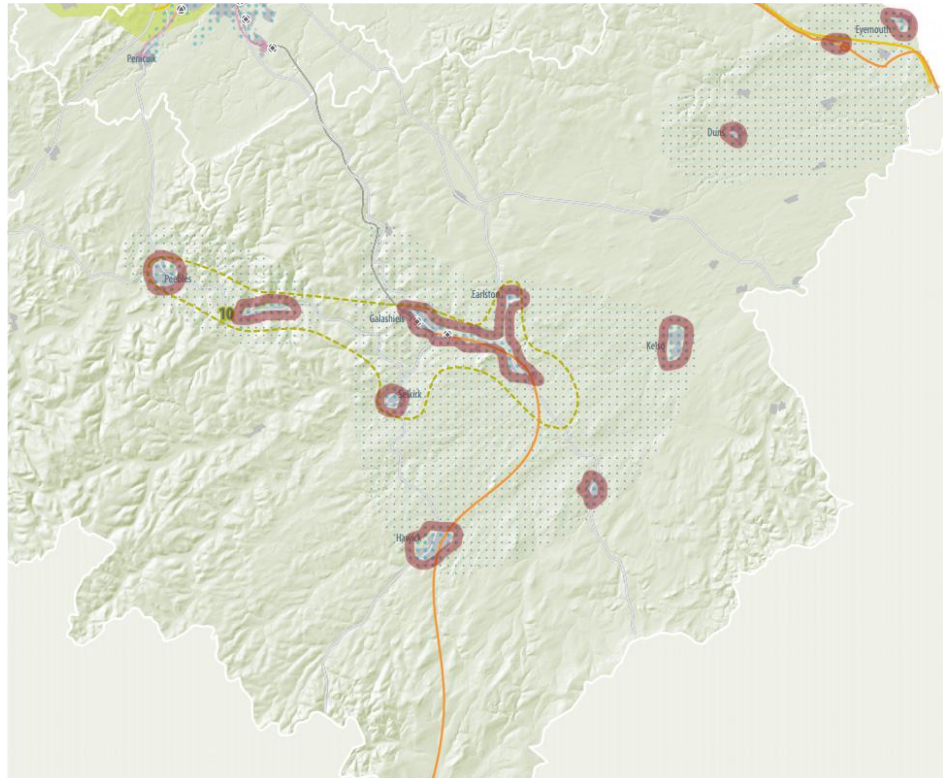 Eyemouth
Penicuik
Duns
Peebles
Earlston
10
Galashiels
Kelso
Selkirk
Hawick